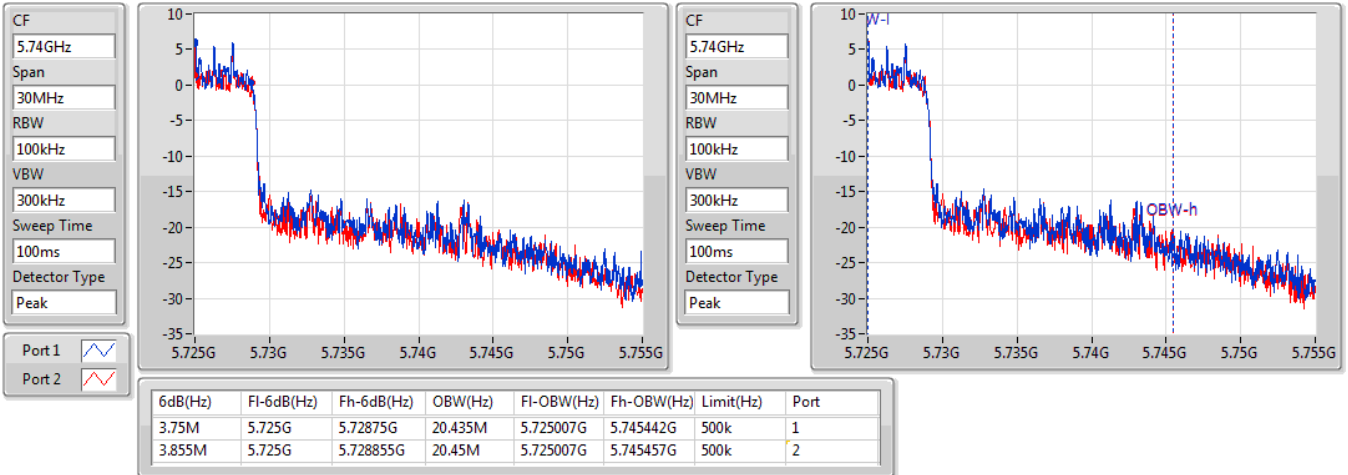 CF
5.74GHz
Span
30MHz
RBW
100kHz
VBW
300kHz
Sweep Time
100ms
Detector Type
Peak
Port 1
Port 2
10
5
0
-5
-10
-15
-20
-25
-30
-35
5.725G 5.73G 5.735G 5.74G 5.745G 5.75G 5.755G
CF
5.74GHz
Span
30MHz
RBW
100kHz
VBW
300kHz
Sweep Time
100ms
Detector Type
Peak
10
5
0
-5
-10
-15
-20
-25
-30
-35
W-l
OBW-h
5.725G 5.73G 5.735G 5.74G 5.745G 5.75G 5.755G
6dB(Hz) Fl-6dB(Hz) Fh-6dB(Hz) OBW(Hz) Fl-OBW(Hz) Fh-OBW(Hz) Limit(Hz) Port
3.75M 5.725G 5.72875G 20.435M 5.725007G 5.745442G 500k 1
3.855M 5.725G 5.728855G 20.45M 5.725007G 5.745457G 500k 2